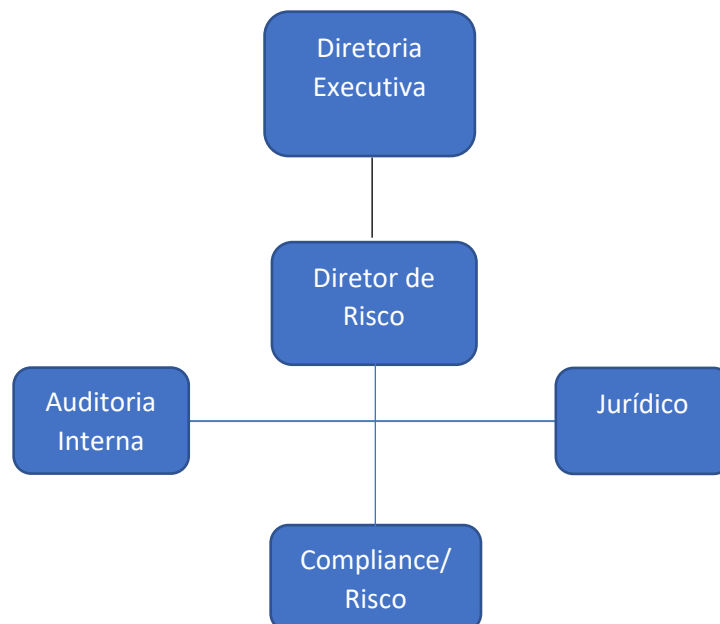 Diretoria
Executiva
Diretor de
Risco
Auditoria
Interna
Jurídico
Compliance/
Risco